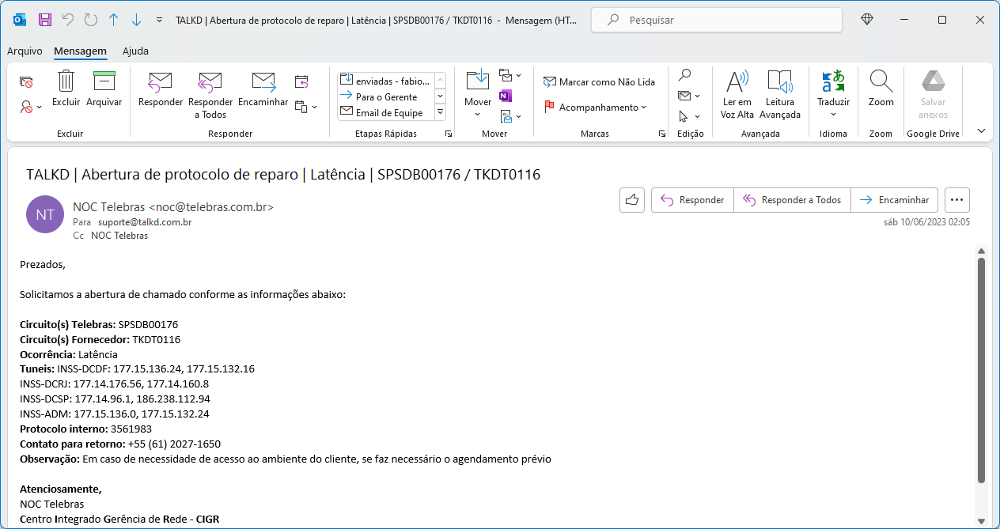 TALKD | Abertura de protocolo de reparo | Latência | SPSDB00176 / TKDT0116 - Mensagem (HT...
Pesquisar
Arquivo Mensagem Ajuda
Excluir Arquivar
Excluir
Responder Responder a Todos Encaminhar
Responder
enviadas - fabio...
Para o Gerente
Email de Equipe
Etapas Rápidas
Mover
Mover
Marcar como Não Lida
Acompanhamento
Marcas
Edição
Ler em Voz Alta Leitura Avançada
Avançada
Traduzir
Idioma
Zoom
Zoom
Salvar anexos
Google Drive
TALKD | Abertura de protocolo de reparo | Latência | SPSDB00176 / TKDT0116
NT
NOC Telebras <noc@telebras.com.br>
Para suporte@talkd.com.br
Cc NOC Telebras
Responder Responder a Todos Encaminhar
sáb 10/06/2023 02:05
Prezados,
Solicitamos a abertura de chamado conforme as informações abaixo:
Circuito(s) Telebras: SPSDB00176
Circuito(s) Fornecedor: TKDT0116
Ocorrência: Latência
Tuneis: INSS-DCDF: 177.15.136.24, 177.15.132.16
INSS-DCRJ: 177.14.176.56, 177.14.160.8
INSS-DCSP: 177.14.96.1, 186.238.112.94
INSS-ADM: 177.15.136.0, 177.15.132.24
Protocolo interno: 3561983
Contato para retorno: +55 (61) 2027-1650
Observação: Em caso de necessidade de acesso ao ambiente do cliente, se faz necessário o agendamento prévio
Atenciosamente,
NOC Telebras
Centro Integrado Gerência de Rede - CIGR